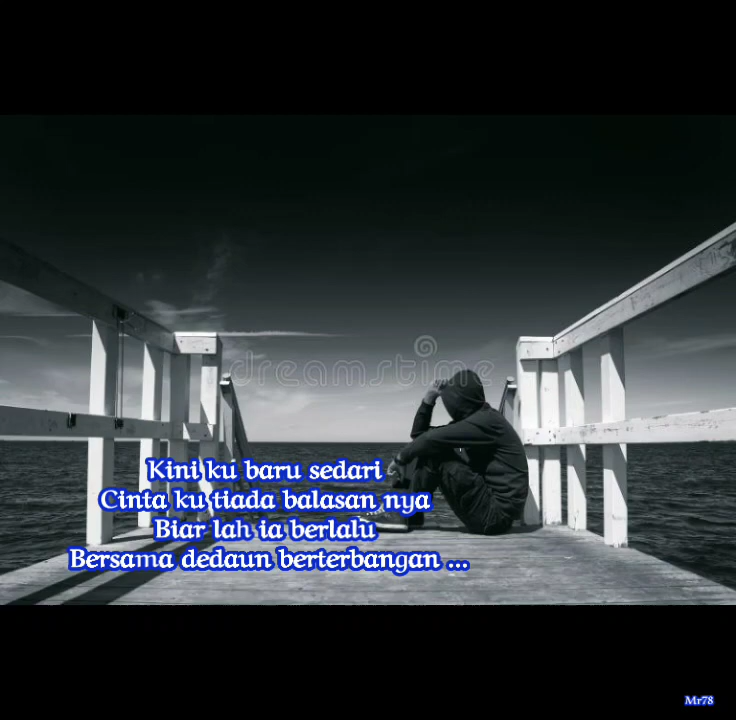 dreamstime
Kini ku baru sedari
Cinta ku tiada balasan nya
Biar lah ia berlalu
Bersama dedaun berterbangan ...
Mr78